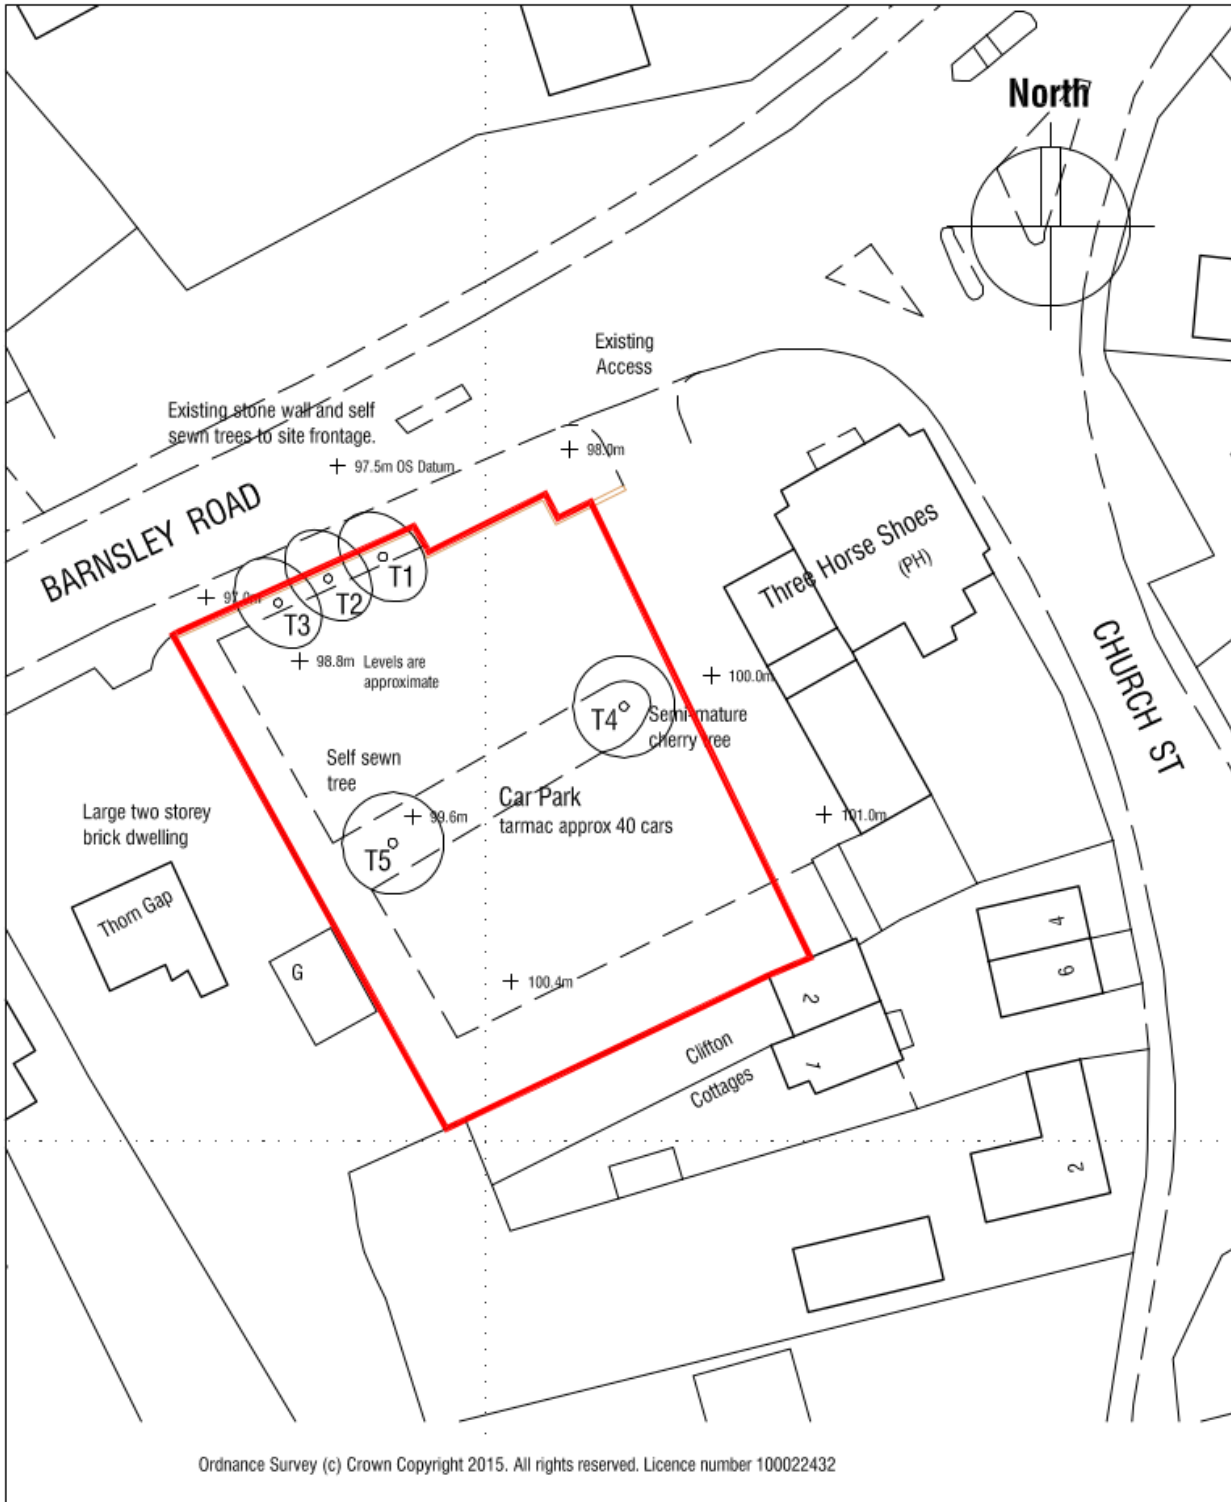 North
Existing
Access
Existing stone wall and self
sewn trees to site frontage.
98.0m
97.5m OS Datum
BARNSLEY ROAD
Three Horse Shoes
(PH)
T1
T2
T3
97.0m
98.8m
Levels are
approximate
100.0m
CHURCH ST
T4
Semi-mature
cherry tree
Self sewn
tree
Car Park
tarmac approx 40 cars
99.6m
101.0m
T5
Large two storey
brick dwelling
Thorn Gap
G
100.4m
4
6
2
1
Clifton
Cottages
2
Ordnance Survey (c) Crown Copyright 2015. All rights reserved. Licence number 100022432